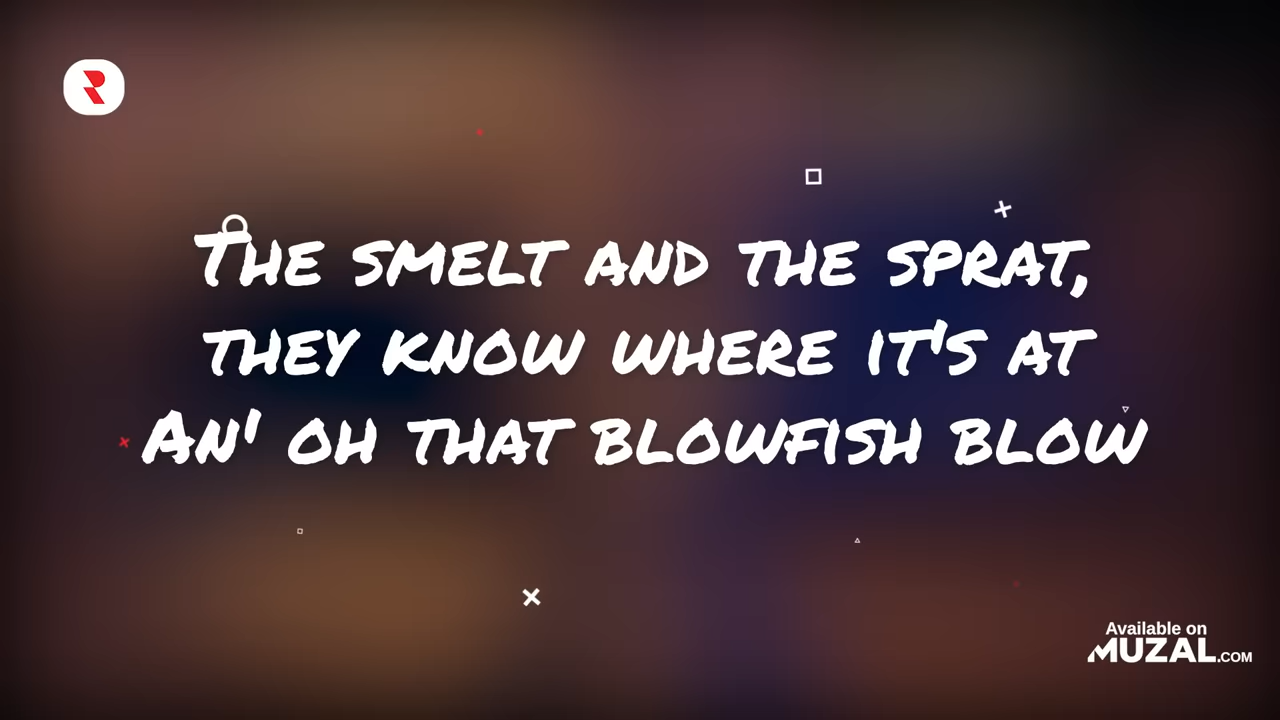 The smelt and the sprat,
they know where it's at
An' oh that blowfish blow
Available on
MUZAL.COM